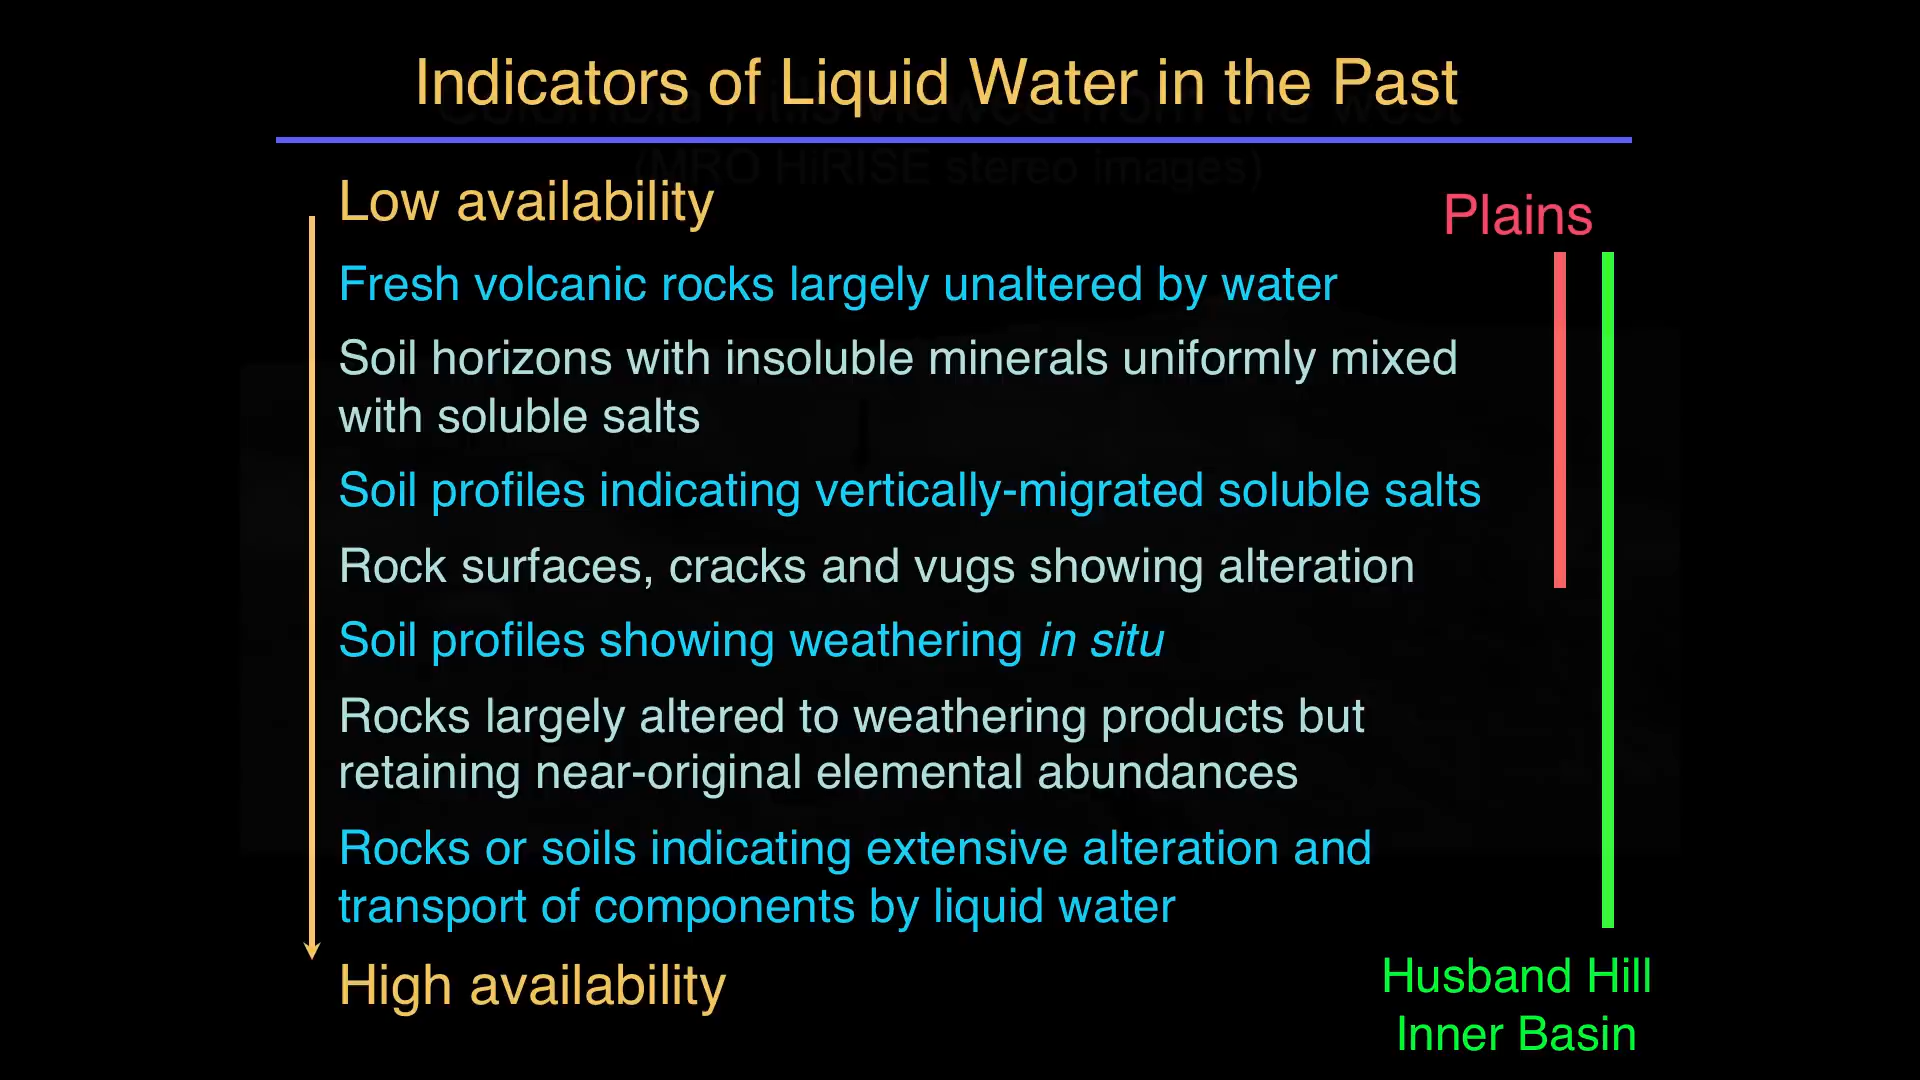 Indicators of Liquid Water in the Past
(MRO HiRISE stereo images)
Low availability
Plains
Fresh volcanic rocks largely unaltered by water
Soil horizons with insoluble minerals uniformly mixed
with soluble salts
Soil profiles indicating vertically-migrated soluble salts
Rock surfaces, cracks and vugs showing alteration
Soil profiles showing weathering in situ
Rocks largely altered to weathering products but
retaining near-original elemental abundances
Rocks or soils indicating extensive alteration and
transport of components by liquid water
High availability
Husband Hill
Inner Basin